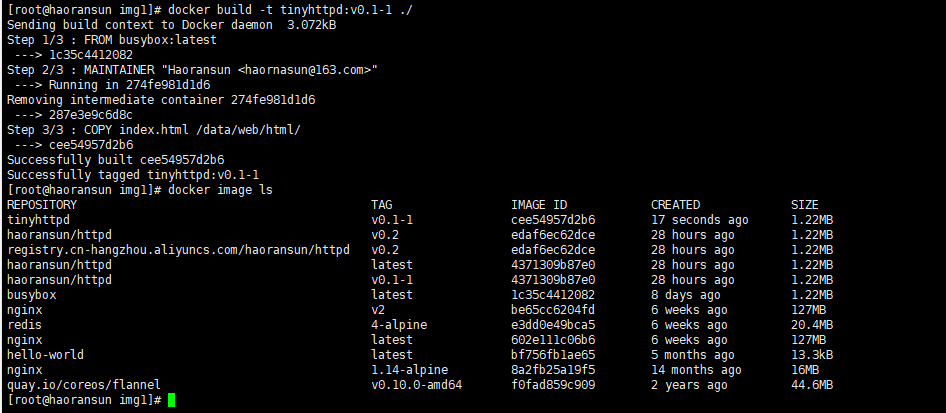 [root@haoransun img1]# docker build -t tinyhttpd:v0.1-1 ./
Sending build context to Docker daemon  3.072kB
Step 1/3 : FROM busybox:latest
 ---> 1c35c4412082
Step 2/3 : MAINTAINER "Haoransun <haornasun@163.com>"
 ---> Running in 274fe981d1d6
Removing intermediate container 274fe981d1d6
 ---> 287e3e9c6d8c
Step 3/3 : COPY index.html /data/web/html/
 ---> cee54957d2b6
Successfully built cee54957d2b6
Successfully tagged tinyhttpd:v0.1-1
[root@haoransun img1]# docker image ls
REPOSITORY                                          TAG                 IMAGE ID            CREATED             SIZE
tinyhttpd                                           v0.1-1              cee54957d2b6        17 seconds ago      1.22MB
haoransun/httpd                                     v0.2                edaf6ec62dce        28 hours ago        1.22MB
registry.cn-hangzhou.aliyuncs.com/haoransun/httpd   v0.2                edaf6ec62dce        28 hours ago        1.22MB
haoransun/httpd                                     latest              4371309b87e0        28 hours ago        1.22MB
haoransun/httpd                                     v0.1-1              4371309b87e0        28 hours ago        1.22MB
busybox                                             latest              1c35c4412082        8 days ago          1.22MB
nginx                                               v2                  be65cc6204fd        6 weeks ago         127MB
redis                                               4-alpine            e3dd0e49bca5        6 weeks ago         20.4MB
nginx                                               latest              602e111c06b6        6 weeks ago         127MB
hello-world                                         latest              bf756fb1ae65        5 months ago        13.3kB
nginx                                               1.14-alpine         8a2fb25a19f5        14 months ago       16MB
quay.io/coreos/flannel                              v0.10.0-amd64       f0fad859c909        2 years ago         44.6MB
[root@haoransun img1]#